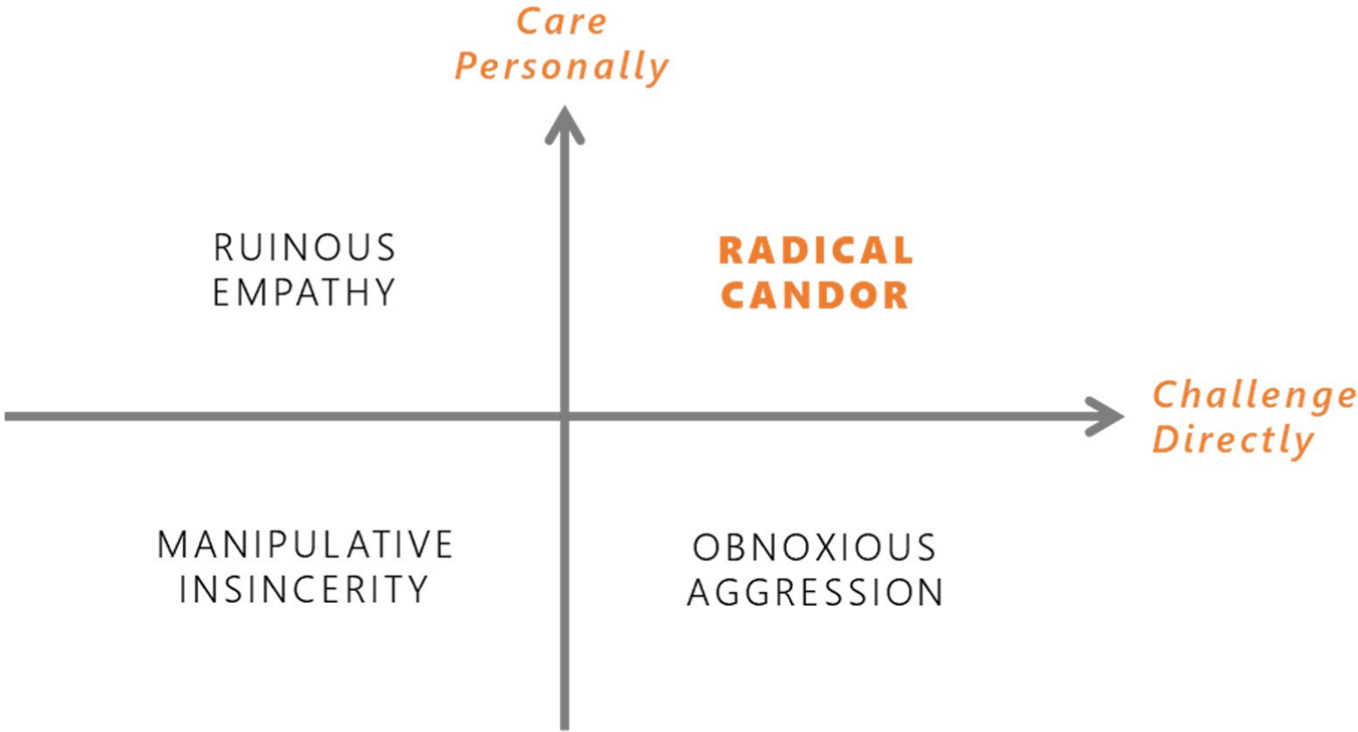 Care
Personally
RUINOUS
EMPATHY
RADICAL
CANDOR
Challenge
Directly
MANIPULATIVE
INSINCERITY
OBNOXIOUS
AGGRESSION